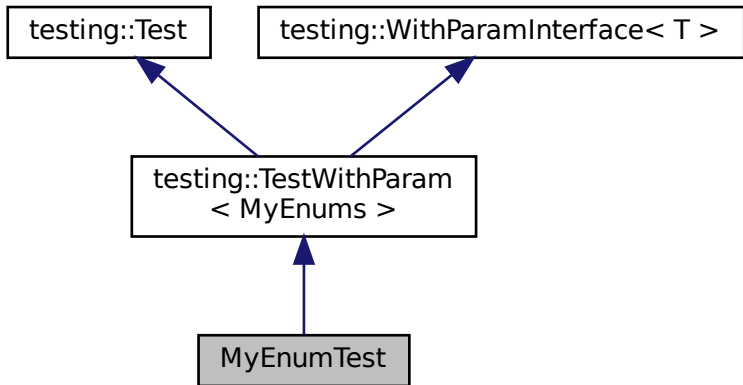 testing::Test
testing::WithParamInterface< T >
testing::TestWithParam
< MyEnums >
MyEnumTest